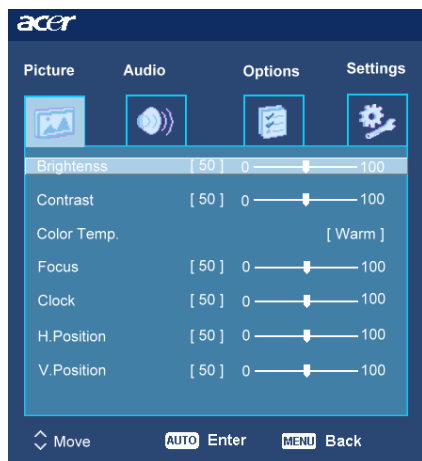 acer
Picture Audio Options Settings
Brightenss [ 50 ] 0 100
Contrast [ 50 ] 0 100
Color Temp. [ Warm ]
Focus [ 50 ] 0 100
Clock [ 50 ] 0 100
H.Position [ 50 ] 0 100
V.Position [ 50 ] 0 100
Move AUTO Enter MENU Back